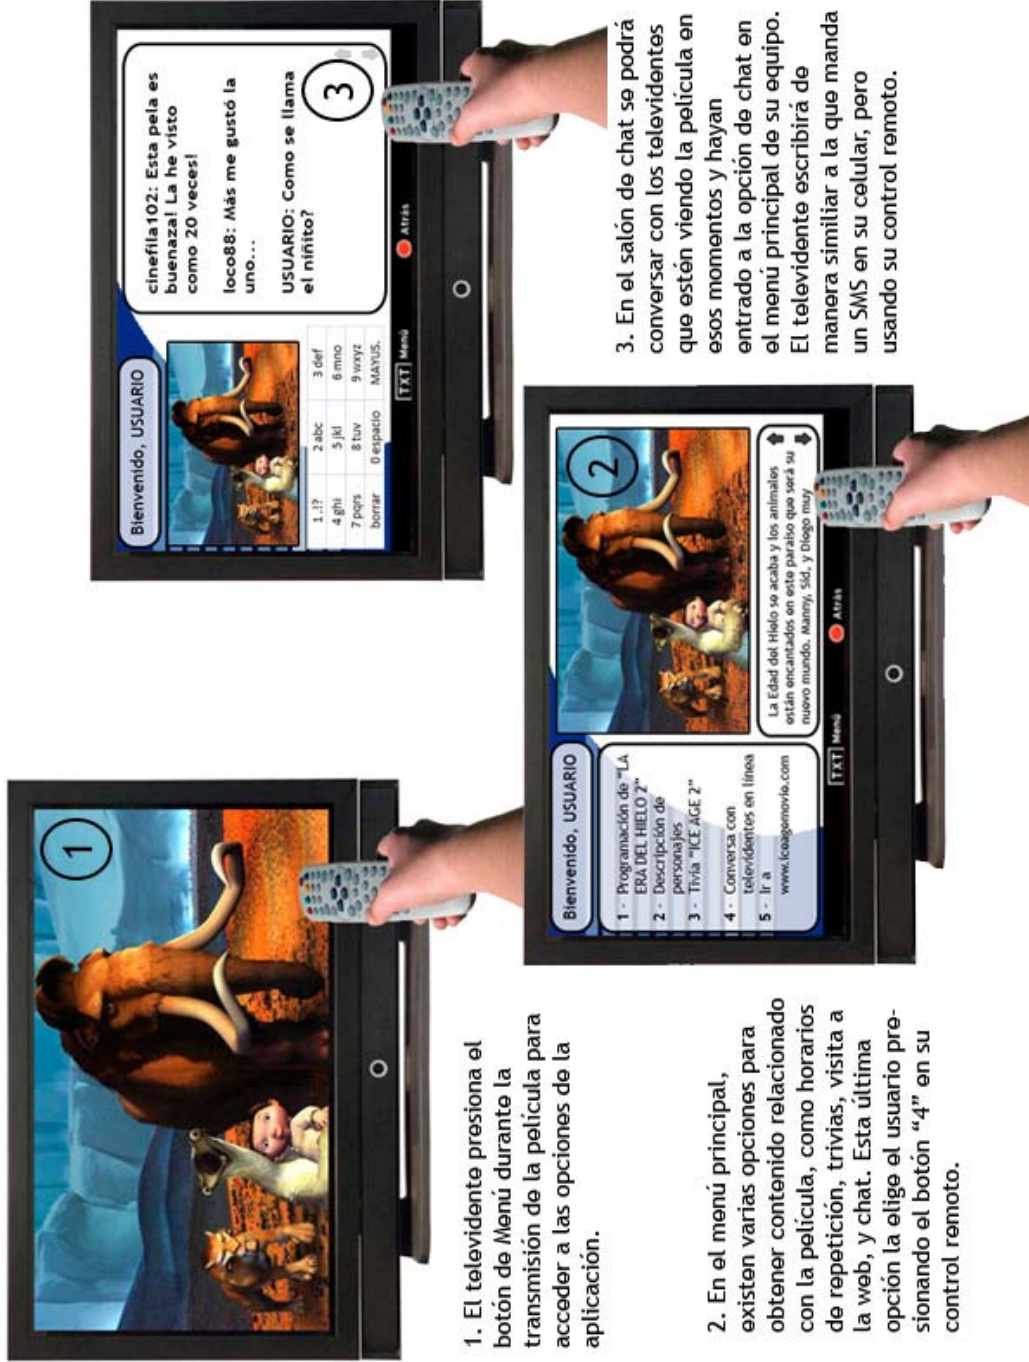 1
1. El televidente presiona el
botón de Menú durante la
transmisión de la película para
acceder a las opciones de la
aplicación.
Bienvenido, USUARIO
1 - Programación de "LA
ERA DEL HIELO 2"
2 - Descripción de
personajes
3 - Tivia "ICE AGE 2"
4 - Conversa con
televidentes en línea
5 - Ir a
www.iceagemovie.com
2
La Edad del Hielo se acaba y los animales
están encantados en este paraíso que será su
nuevo mundo. Manny, Sid, y Diego muy
TXT Menú
Atrás
2. En el menú principal,
existen varias opciones para
obtener contenido relacionado
con la película, como horarios
de repetición, trivias, visita a
la web, y chat. Esta última
opción la elige el usuario pre-
sionando el botón "4" en su
control remoto.
Bienvenido, USUARIO
1 .!? 2 abc 3 def
4 ghi 5 jkl 6 mno
7 pqrs 8 tuv 9 wxyz
borrar 0 espacio MAYUS.
cinefila102: Esta pela es
buenaza! La he visto
como 20 veces!
loco88: Más me gustó la
uno...
USUARIO: Como se llama
el niñito?
3
TXT Menú
Atrás
3. En el salón de chat se podrá
conversar con los televidentes
que estén viendo la película en
esos momentos y hayan
entrado a la opción de chat en
el menú principal de su equipo.
El televidente escribirá de
manera similiar a la que manda
un SMS en su celular, pero
usando su control remoto.